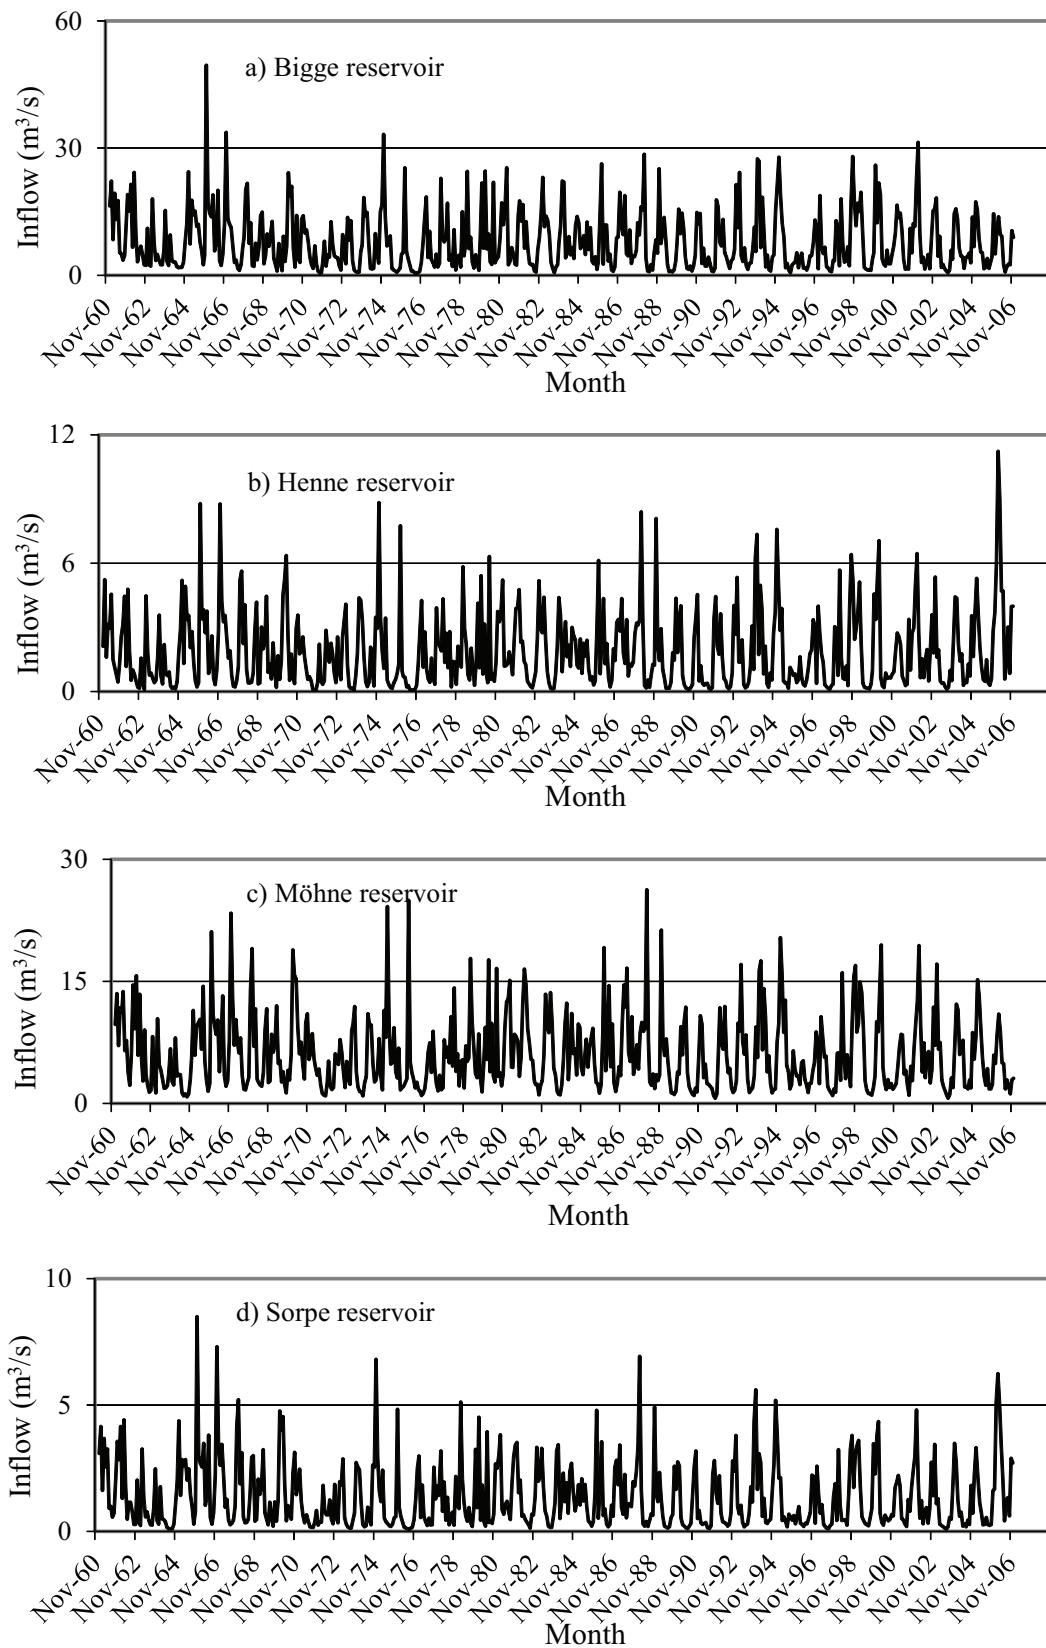 60
a) Bigge reservoir
Inflow (m³/s)
30
0
Nov-60 Nov-62 Nov-64 Nov-66 Nov-68 Nov-70 Nov-72 Nov-74 Nov-76 Nov-78 Nov-80 Nov-82 Nov-84 Nov-86 Nov-88 Nov-90 Nov-92 Nov-94 Nov-96 Nov-98 Nov-00 Nov-02 Nov-04 Nov-06
Month
12
b) Henne reservoir
Inflow (m³/s)
6
0
Nov-60 Nov-62 Nov-64 Nov-66 Nov-68 Nov-70 Nov-72 Nov-74 Nov-76 Nov-78 Nov-80 Nov-82 Nov-84 Nov-86 Nov-88 Nov-90 Nov-92 Nov-94 Nov-96 Nov-98 Nov-00 Nov-02 Nov-04 Nov-06
Month
30
c) Möhne reservoir
Inflow (m³/s)
15
0
Nov-60 Nov-62 Nov-64 Nov-66 Nov-68 Nov-70 Nov-72 Nov-74 Nov-76 Nov-78 Nov-80 Nov-82 Nov-84 Nov-86 Nov-88 Nov-90 Nov-92 Nov-94 Nov-96 Nov-98 Nov-00 Nov-02 Nov-04 Nov-06
Month
10
d) Sorpe reservoir
Inflow (m³/s)
5
0
Nov-60 Nov-62 Nov-64 Nov-66 Nov-68 Nov-70 Nov-72 Nov-74 Nov-76 Nov-78 Nov-80 Nov-82 Nov-84 Nov-86 Nov-88 Nov-90 Nov-92 Nov-94 Nov-96 Nov-98 Nov-00 Nov-02 Nov-04 Nov-06
Month